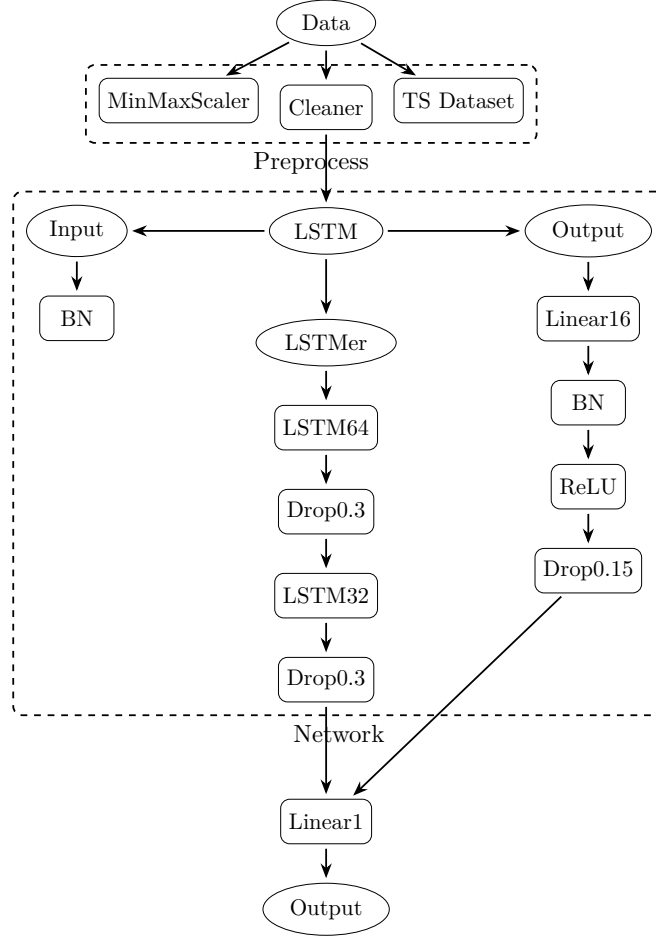 Data
MinMaxScaler
Cleaner
TS Dataset
Preprocess
Input
LSTM
Output
BN
LSTMer
Linear16
LSTM64
BN
Drop0.3
ReLU
LSTM32
Drop0.15
Drop0.3
Network
Linear1
Output